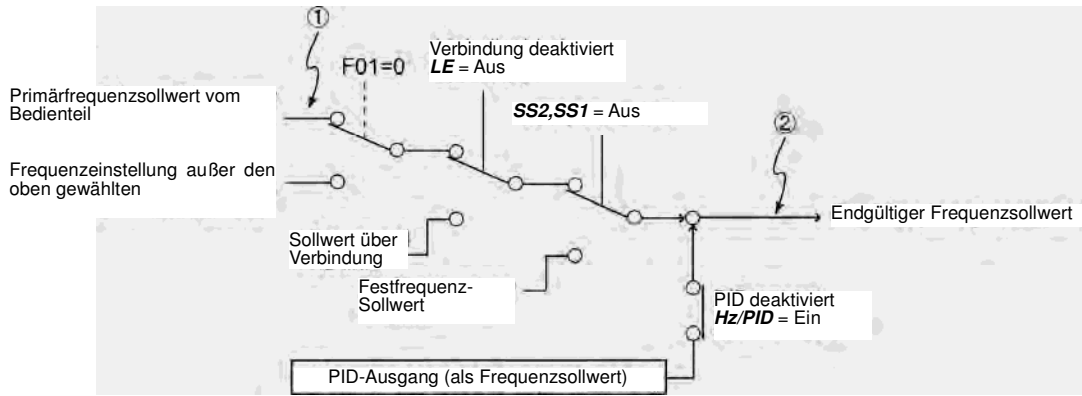 ①
F01=0
Verbindung deaktiviert
LE = Aus
SS2,SS1 = Aus
②
Primärfrequenzsollwert vom
Bedienteil
Frequenzeinstellung außer den
oben gewählten
Endgültiger Frequenzsollwert
Sollwert über
Verbindung
Festfrequenz-
Sollwert
PID deaktiviert
Hz/PID = Ein
PID-Ausgang (als Frequenzsollwert)